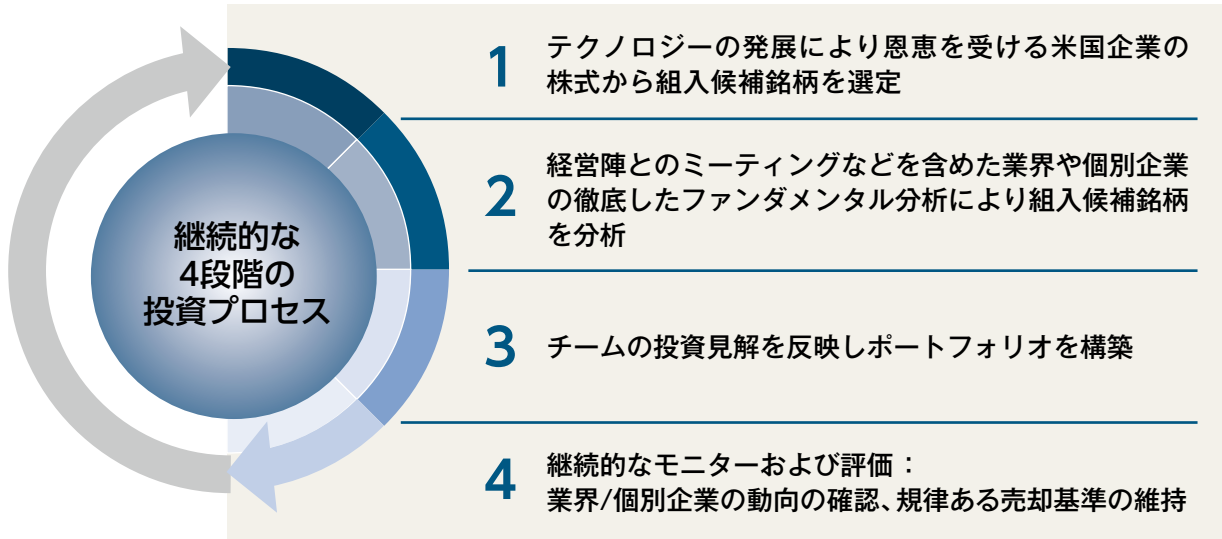 継続的な
4段階の
投資プロセス
1
テクノロジーの発展により恩恵を受ける米国企業の
株式から組入候補銘柄を選定
2
経営陣とのミーティングなどを含めた業界や個別企業
の徹底したファンダメンタル分析により組入候補銘柄
を分析
3
チームの投資見解を反映しポートフォリオを構築
4
継続的なモニターおよび評価：
業界/個別企業の動向の確認、規律ある売却基準の維持